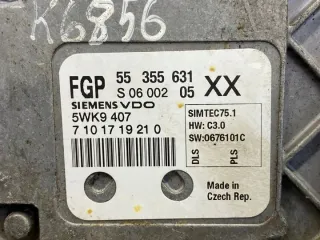 K6856
FGP 55 355 631 XX
S 06 002 05
SIEMENS VDO
5WK9 407
7 10 17 19 21 0
SIMTEC75.1
HW: C3.0
SW:0676101C
DLS PLS
Made in
Czech Rep.